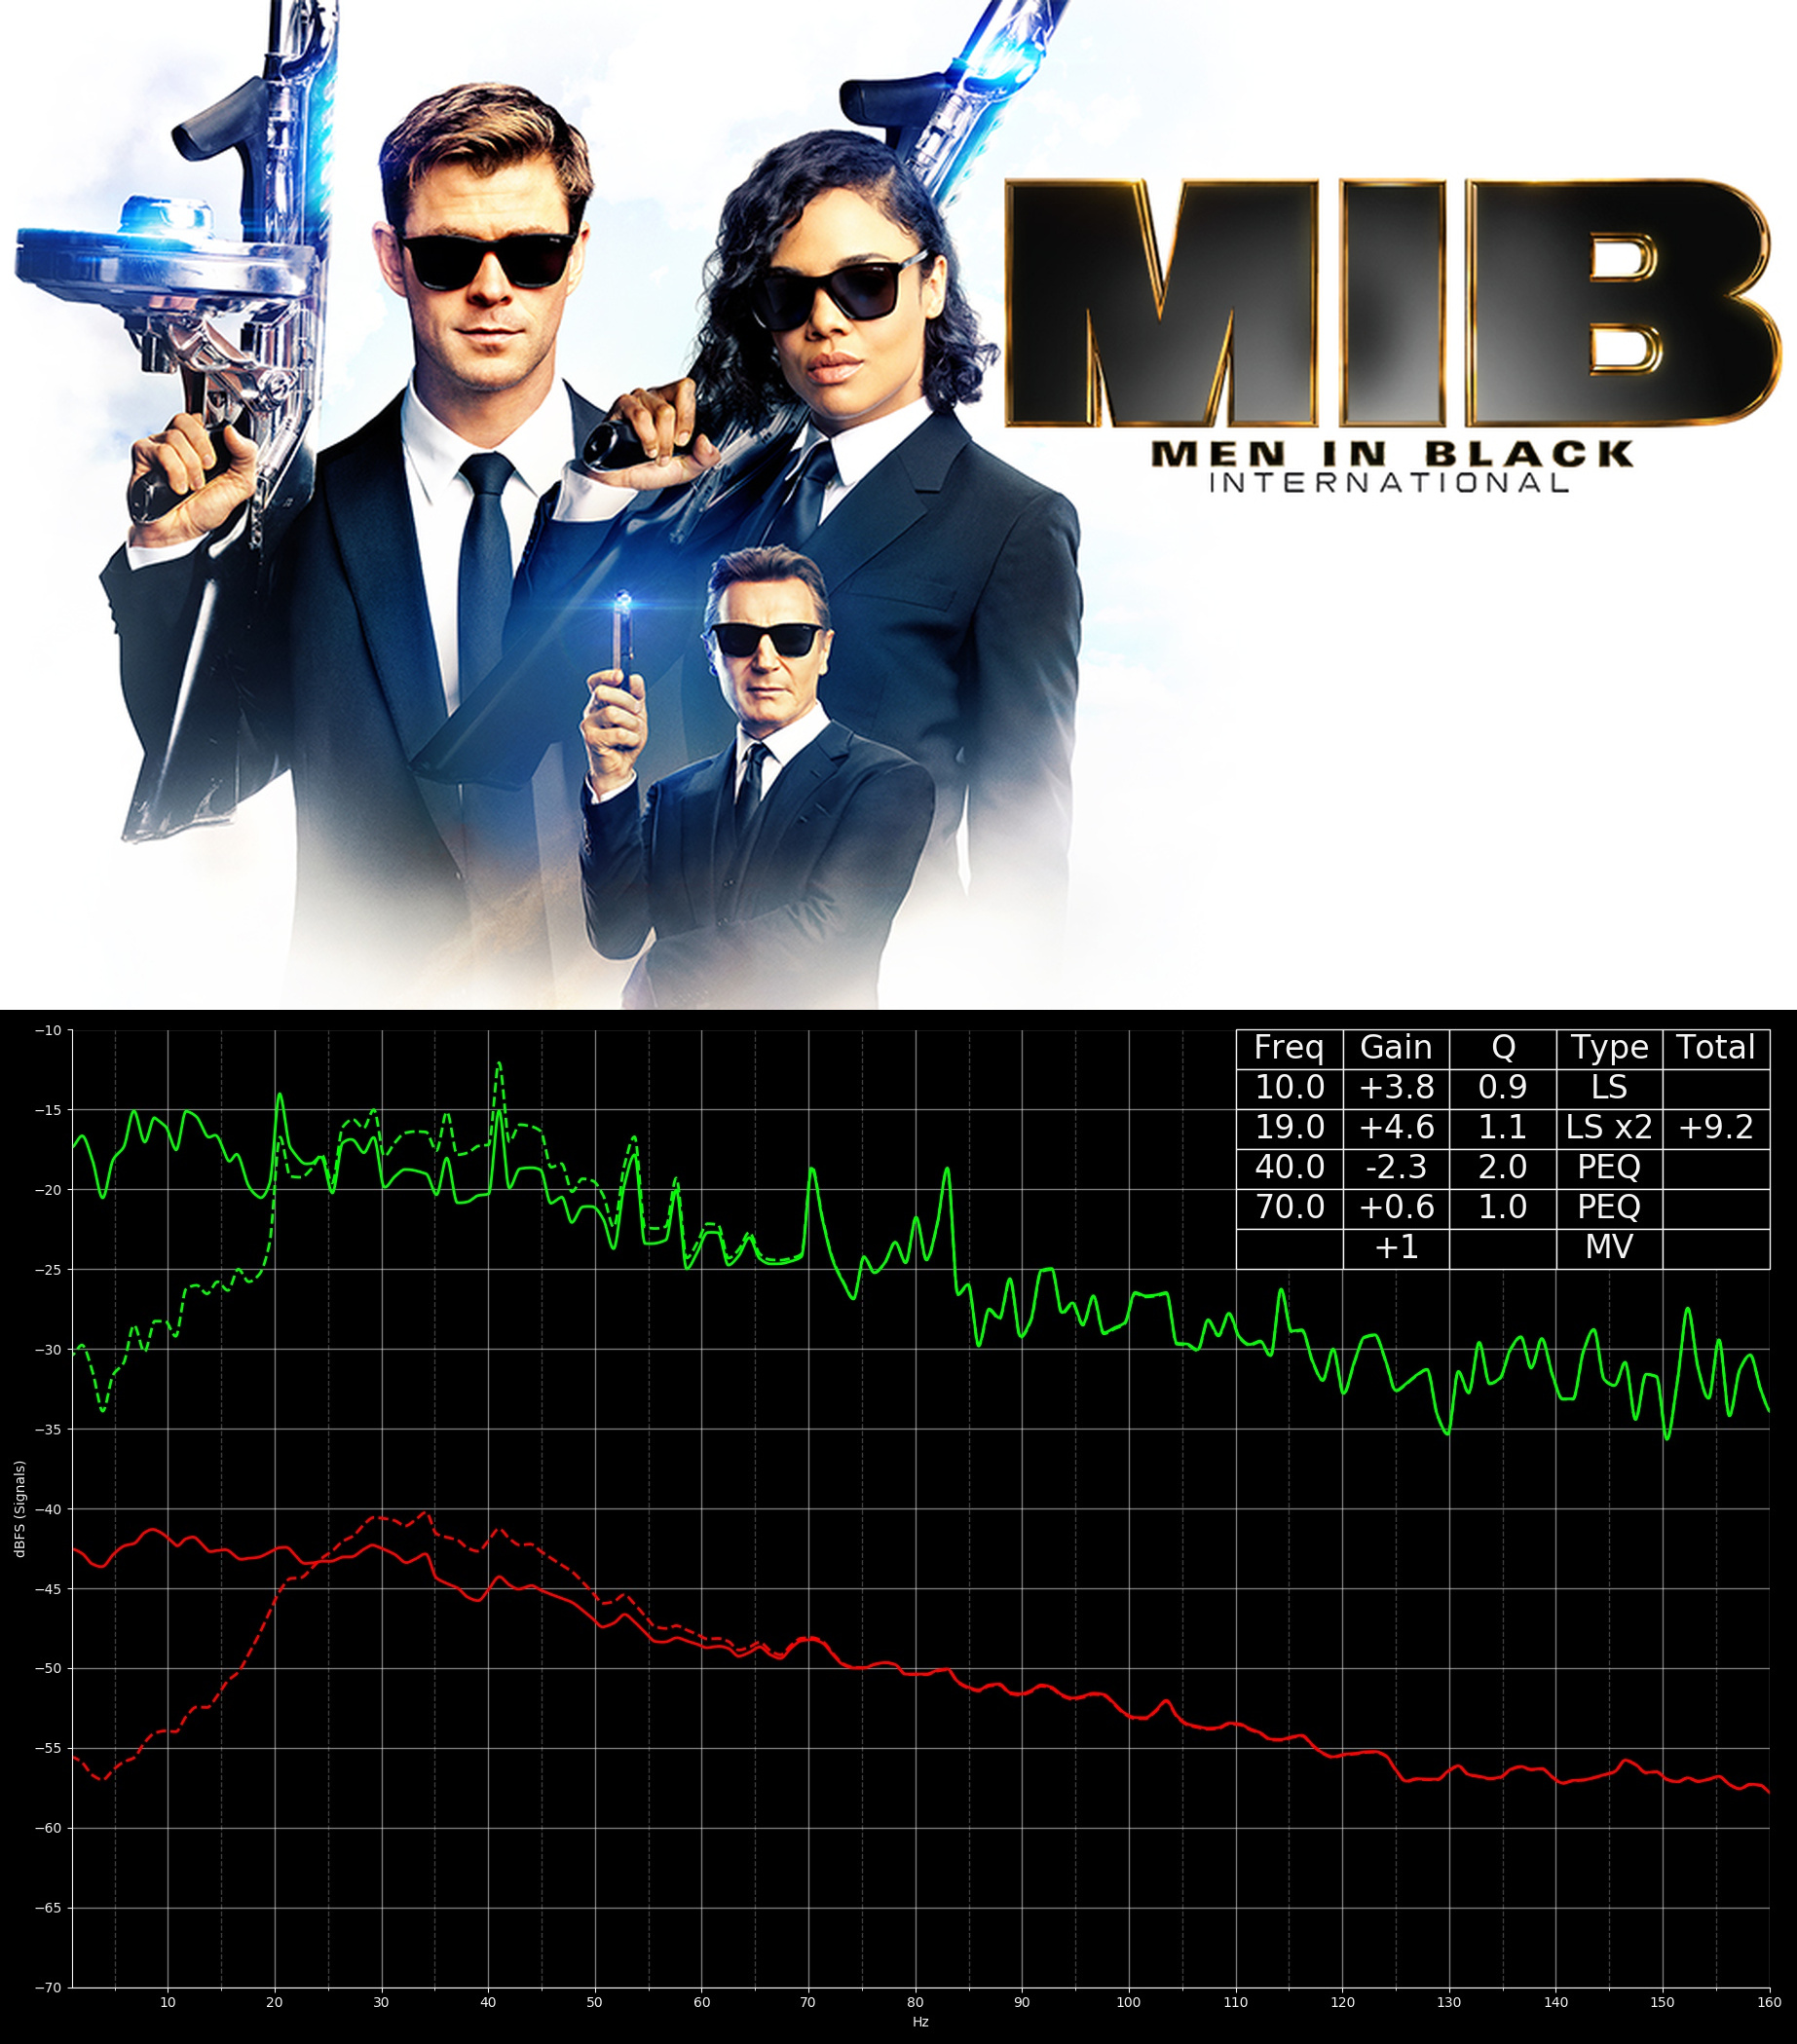 MIB
MEN IN BLACK
INTERNATIONAL
Freq Gain Q Type Total
10.0 +3.8 0.9 LS
19.0 +4.6 1.1 LS x2 +9.2
40.0 -2.3 2.0 PEQ
70.0 +0.6 1.0 PEQ
+1 MV
−10
−15
−20
−25
−30
−35
−40
−45
−50
−55
−60
−65
−70
dBFS (Signals)
10 20 30 40 50 60 70 80 90 100 110 120 130 140 150 160
Hz